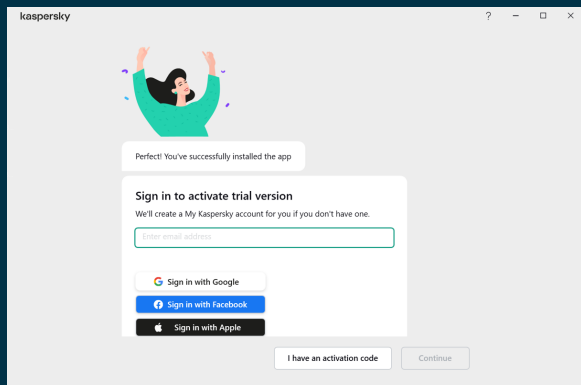 kaspersky
Perfect! You've successfully installed the app
Sign in to activate trial version
We'll create a My Kaspersky account for you if you don't have one.
Enter email address
Sign in with Google
Sign in with Facebook
Sign in with Apple
I have an activation code
Continue